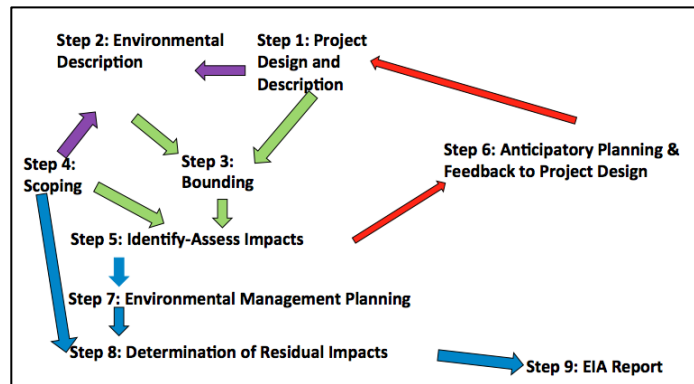 Step 2: Environmental
Description
Step 1: Project
Design and
Description
Step 6: Anticipatory Planning &
Feedback to Project Design
Step 4:
Scoping
Step 3:
Bounding
Step 5: Identify-Assess Impacts
Step 7: Environmental Management Planning
Step 8: Determination of Residual Impacts
Step 9: EIA Report